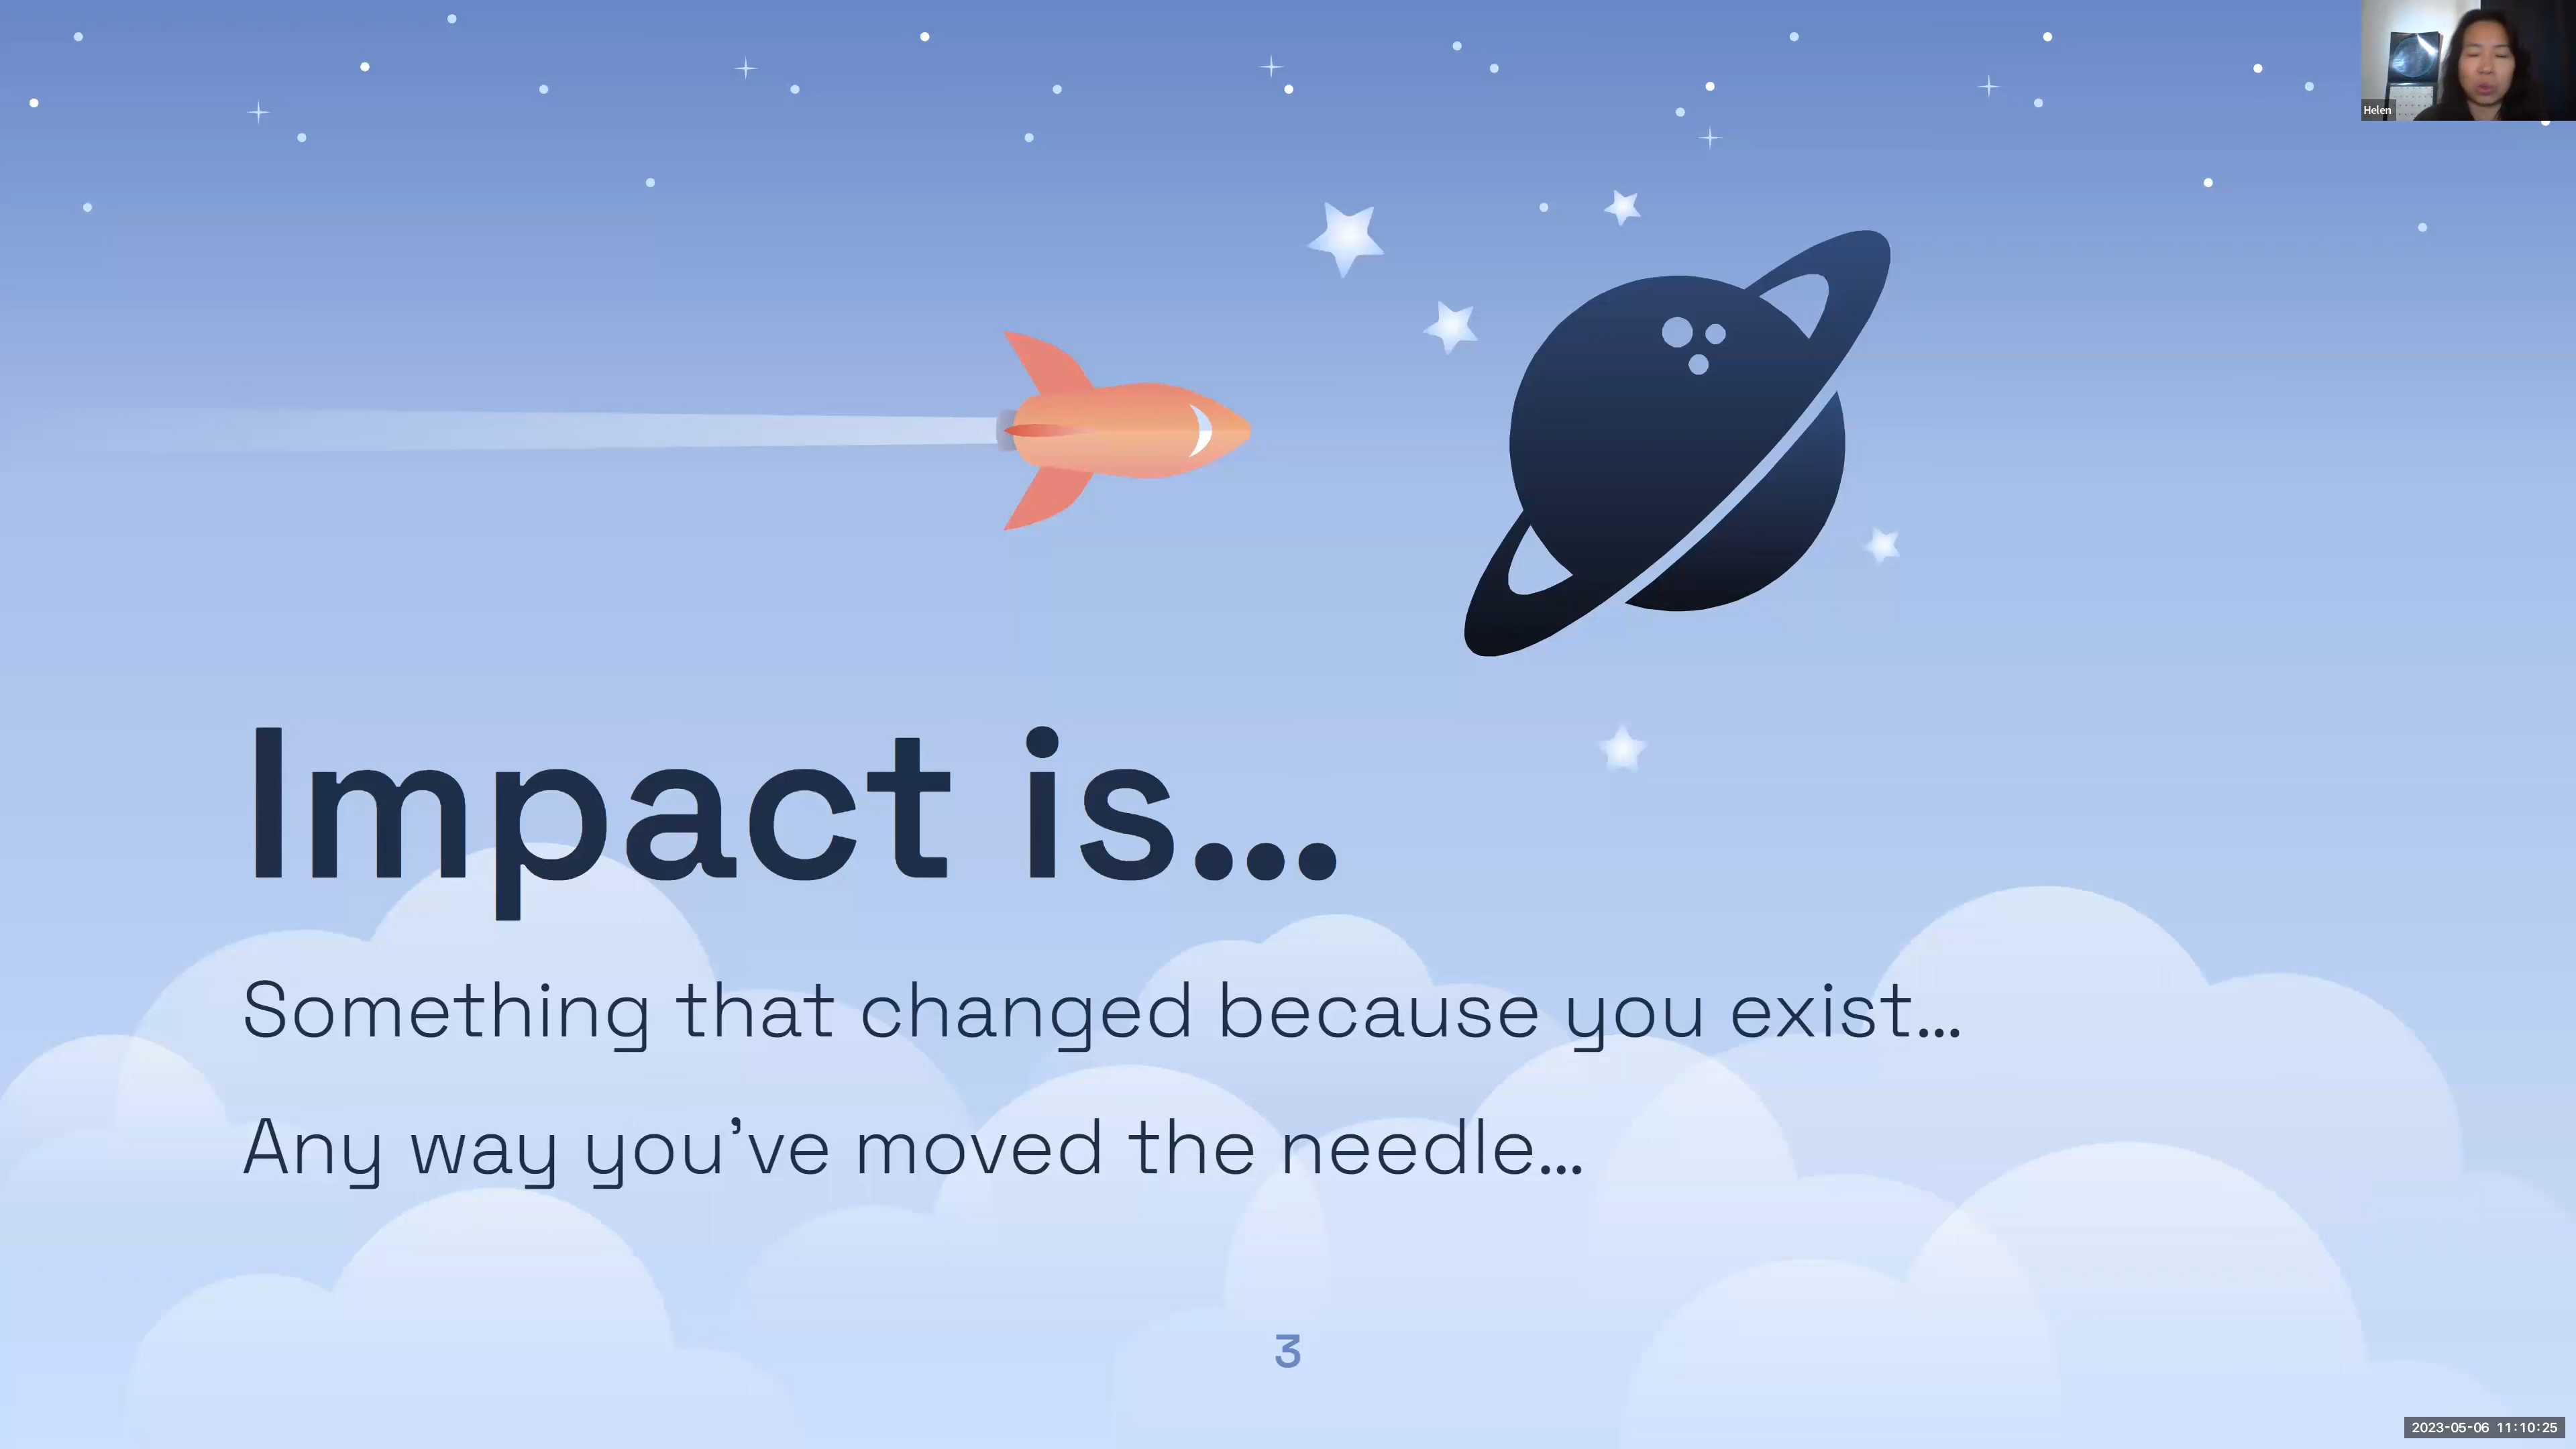 Helen
Impact is...
Something that changed because you exist...
Any way you’ve moved the needle...
3
2023-05-06 11:10:25